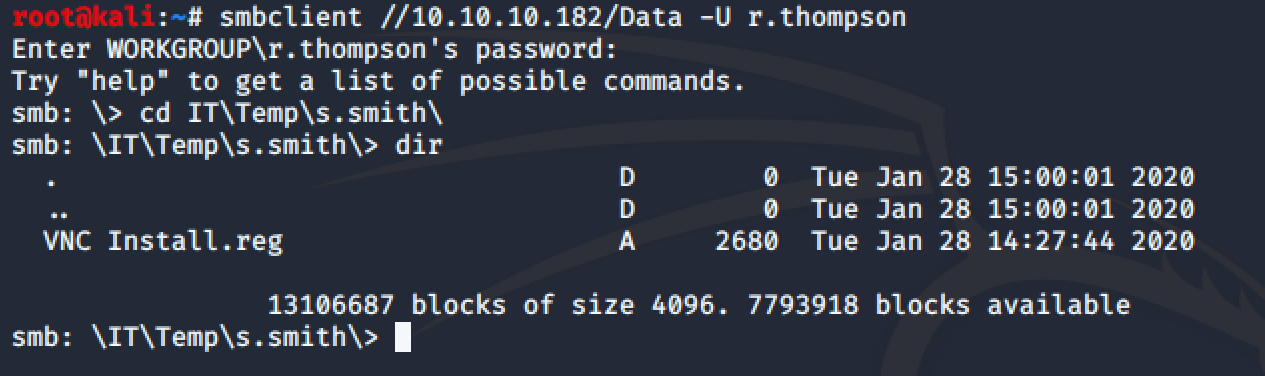 root@kali:~# smbclient //10.10.10.182/Data -U r.thompson
Enter WORKGROUP\r.thompson's password:
Try "help" to get a list of possible commands.
smb: \> cd IT\Temp\s.smith\
smb: \IT\Temp\s.smith\> dir
  .                                   D        0  Tue Jan 28 15:00:01 2020
  ..                                  D        0  Tue Jan 28 15:00:01 2020
  VNC Install.reg                     A     2680  Tue Jan 28 14:27:44 2020
                13106687 blocks of size 4096. 7793918 blocks available
smb: \IT\Temp\s.smith\>